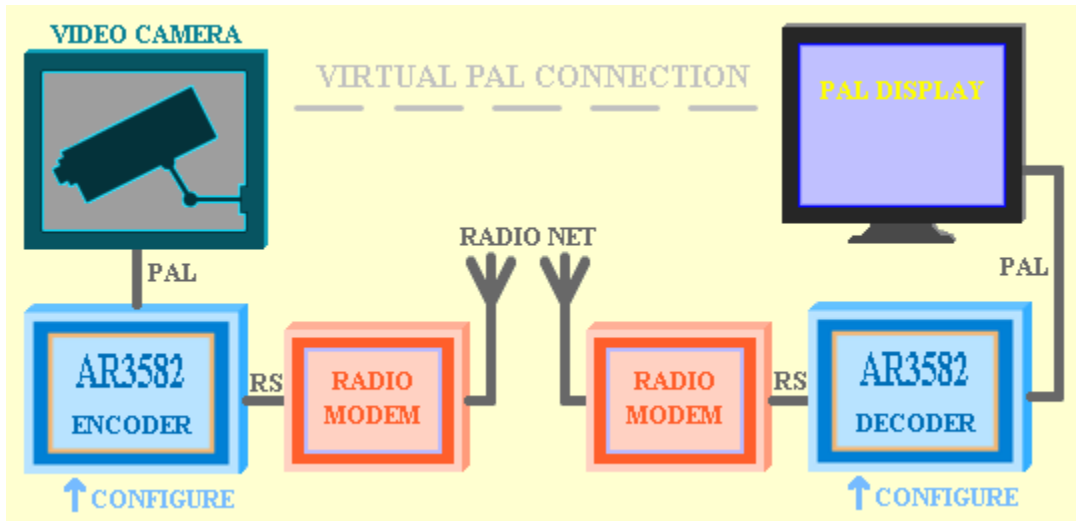 VIDEO CAMERA
VIRTUAL PAL CONNECTION
PAL DISPLAY
RADIO NET
PAL
PAL
AR3582
ENCODER
RS
RADIO
MODEM
RADIO
MODEM
RS
AR3582
DECODER
CONFIGURE
CONFIGURE